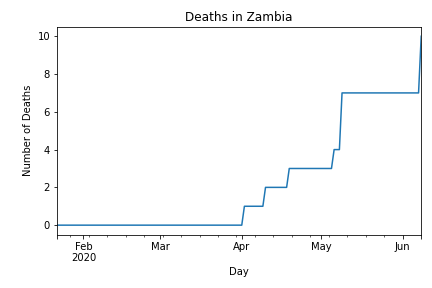 Deaths in Zambia
10
8
6
4
2
0
Number of Deaths
Feb
2020
Mar
Apr
May
Jun
Day